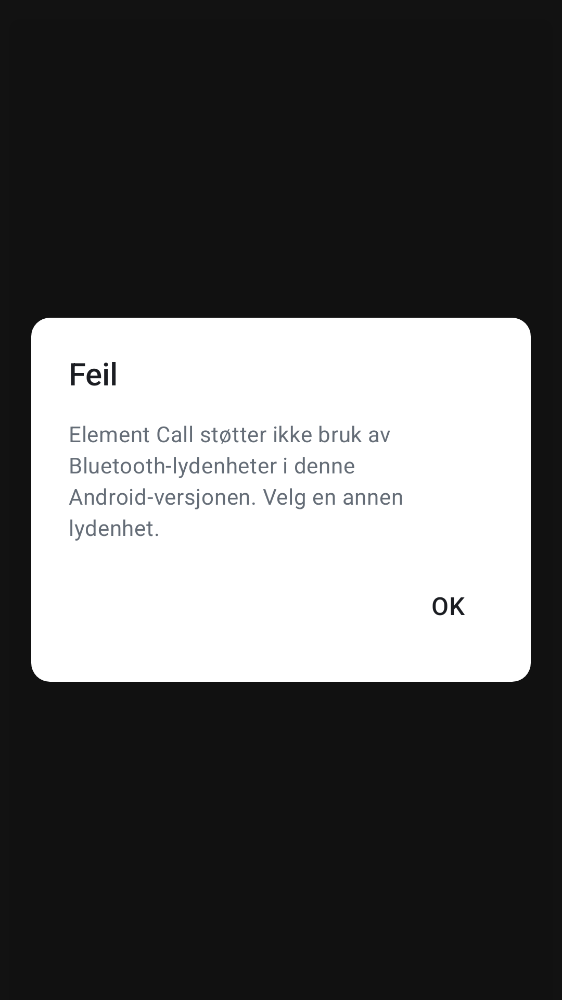 Feil
Element Call støtter ikke bruk av
Bluetooth-lydenheter i denne
Android-versjonen. Velg en annen
lydenhet.
OK